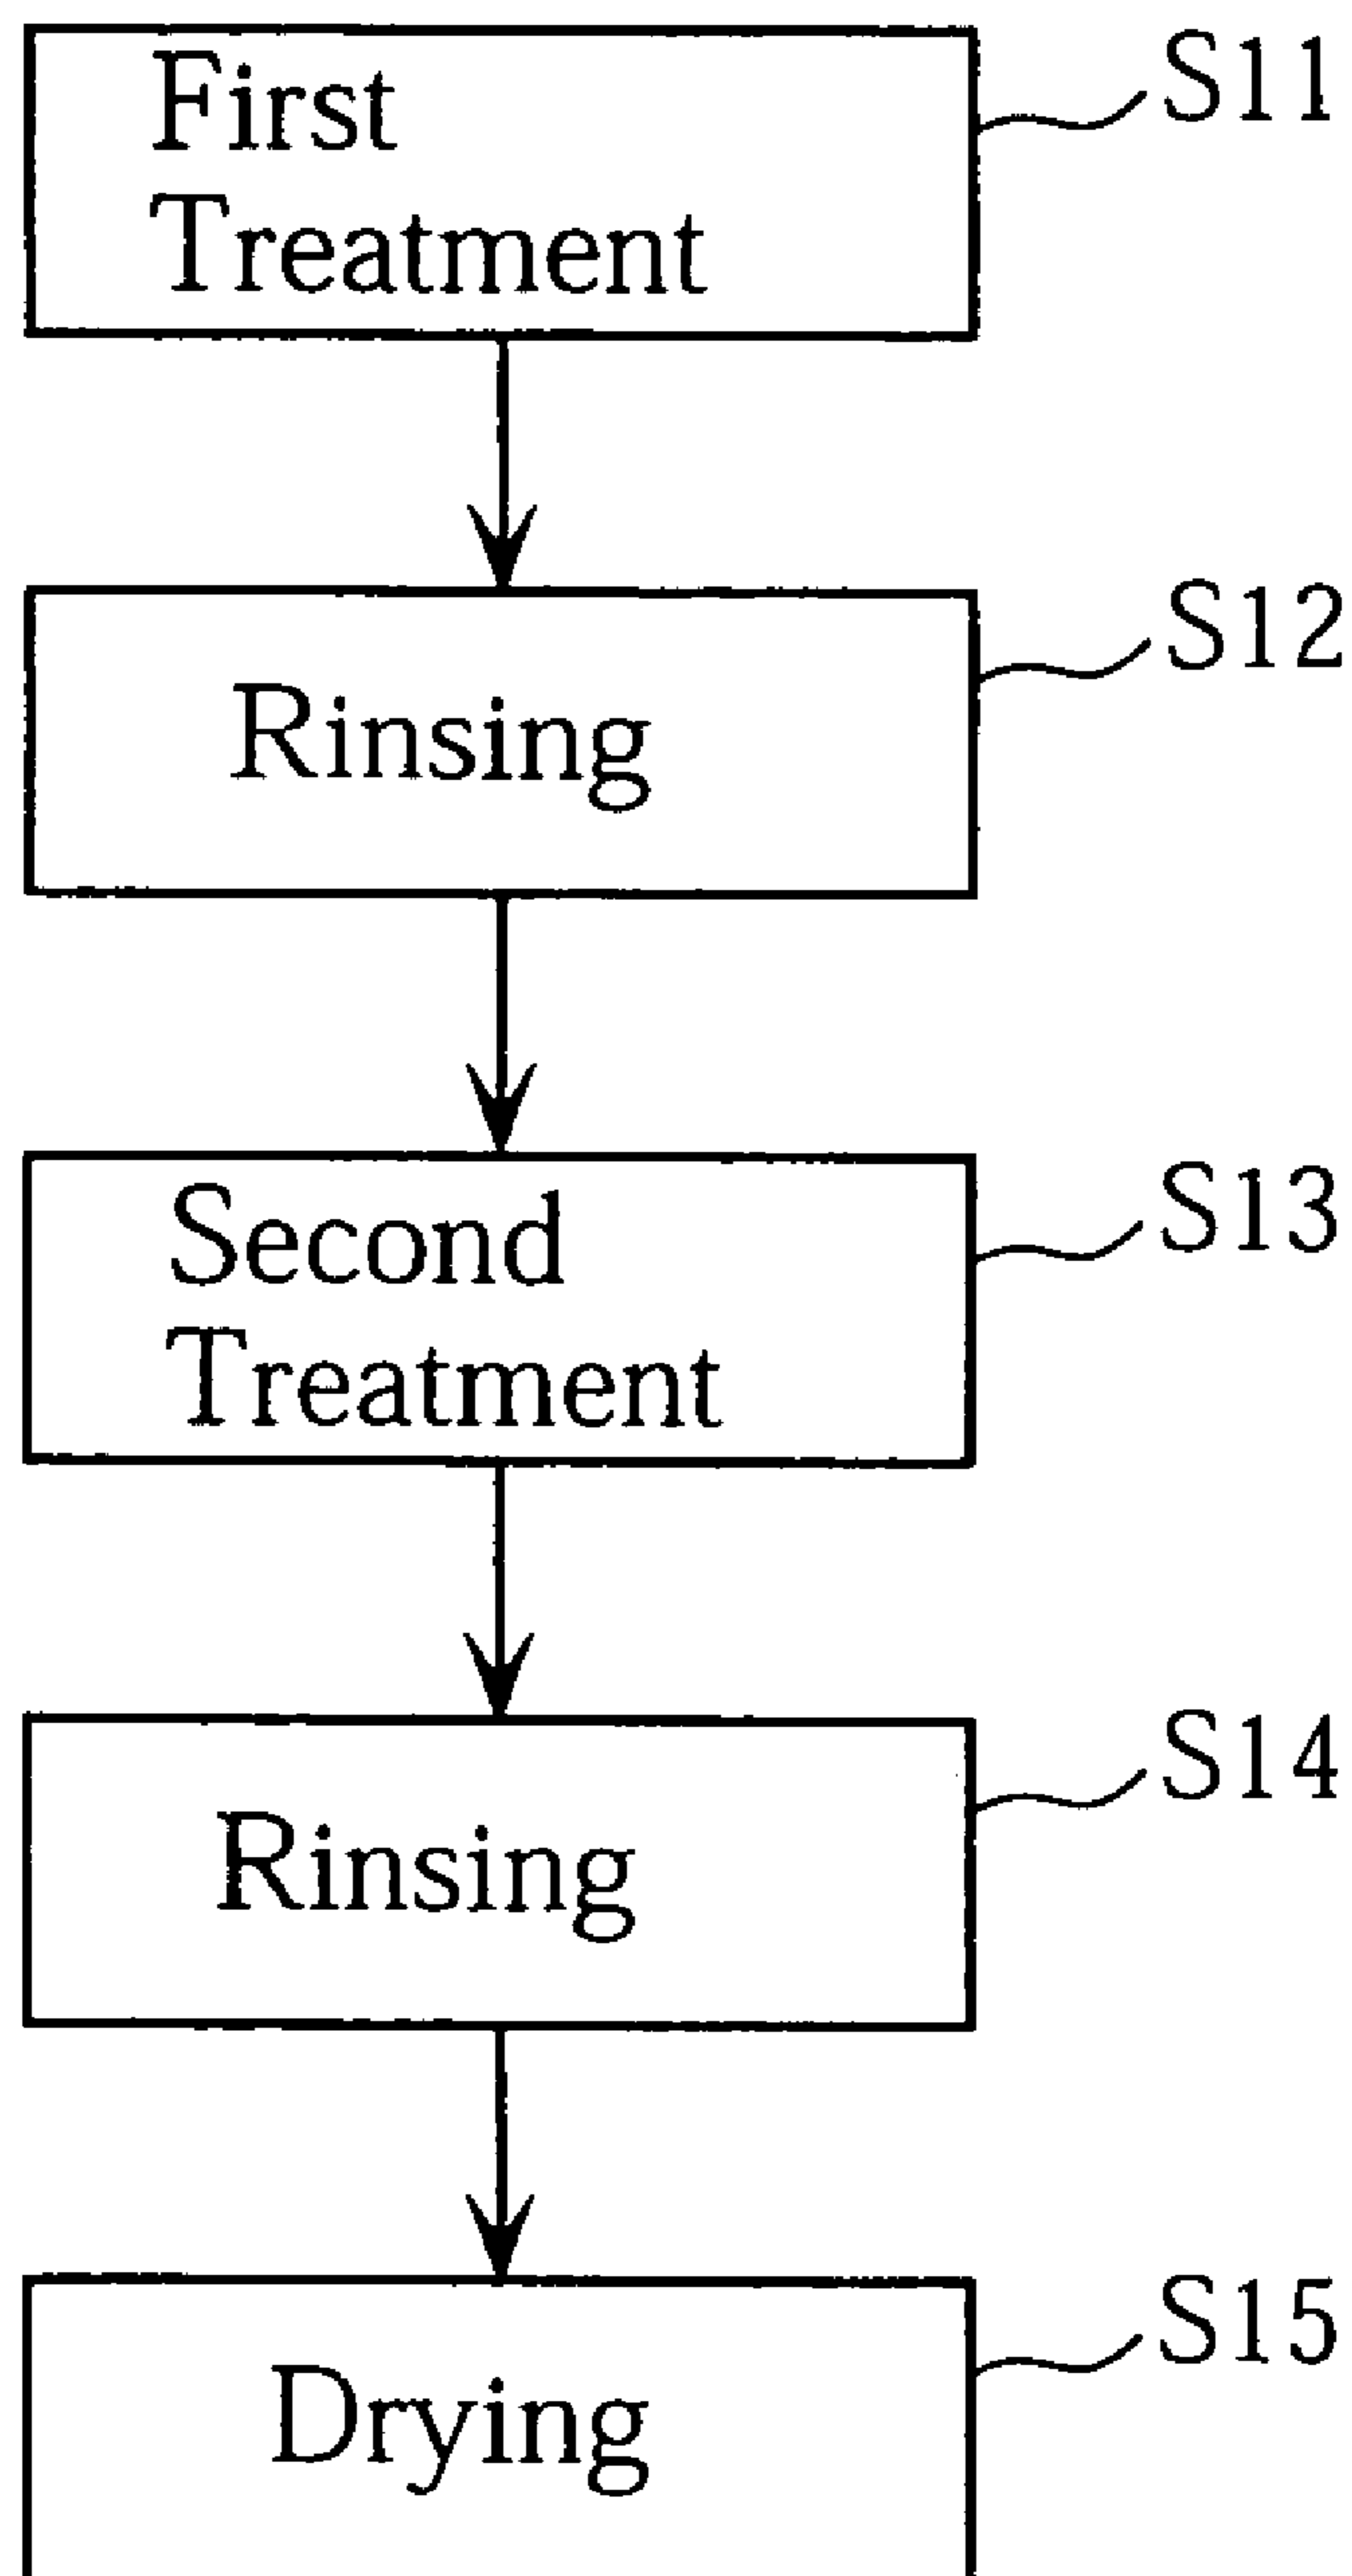 First
Treatment
S11
Rinsing
S12
Second
Treatment
S13
Rinsing
S14
Drying
S15